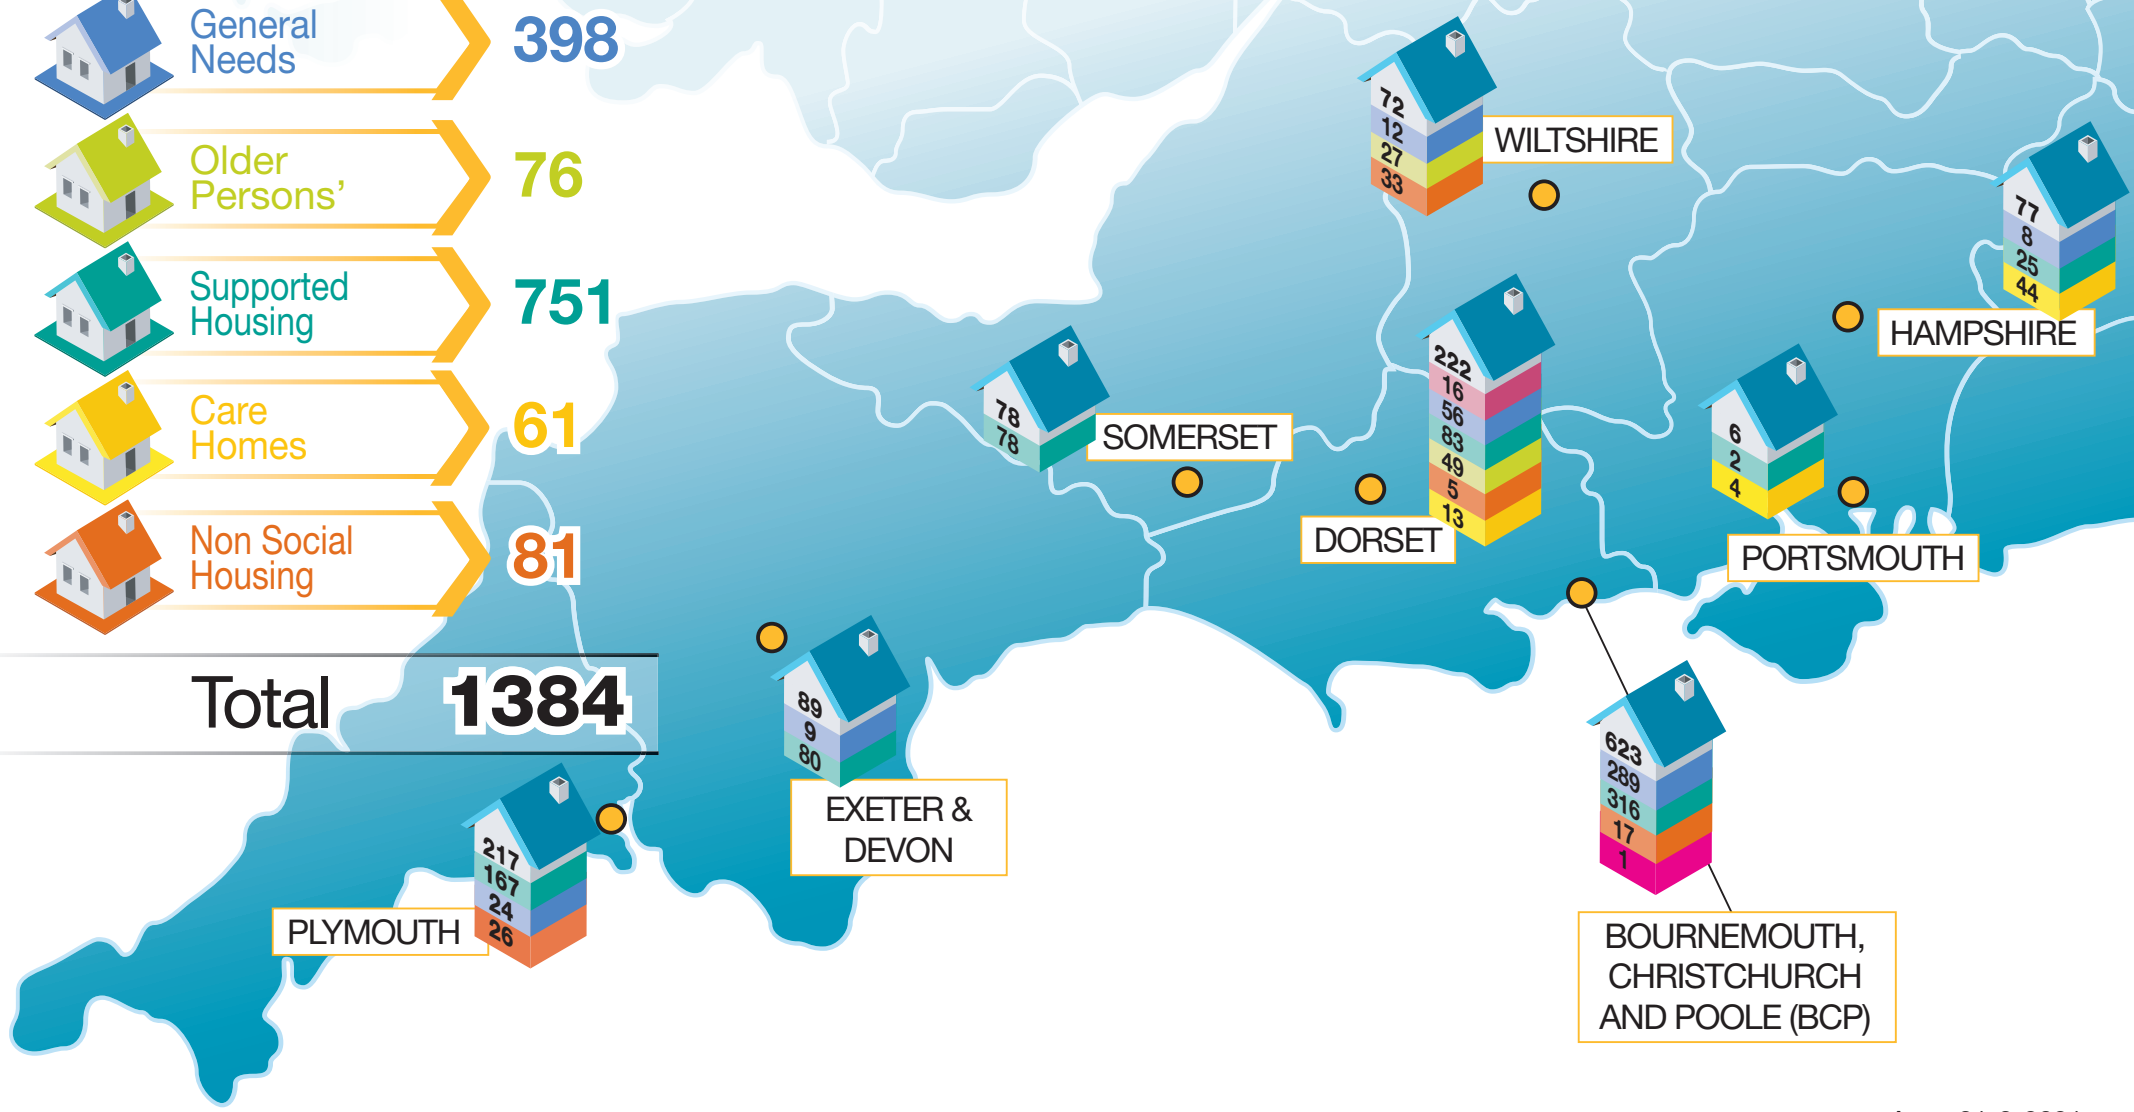 General
Needs
398
Older
Persons'
76
Supported
Housing
751
Care
Homes
61
Non Social
Housing
81
Total 1384
72
12
27
33
WILTSHIRE
77
8
25
44
HAMPSHIRE
78
78
SOMERSET
222
16
56
83
49
5
13
DORSET
6
2
4
PORTSMOUTH
89
9
80
EXETER &
DEVON
217
167
24
26
PLYMOUTH
623
289
316
17
1
BOURNEMOUTH,
CHRISTCHURCH
AND POOLE (BCP)